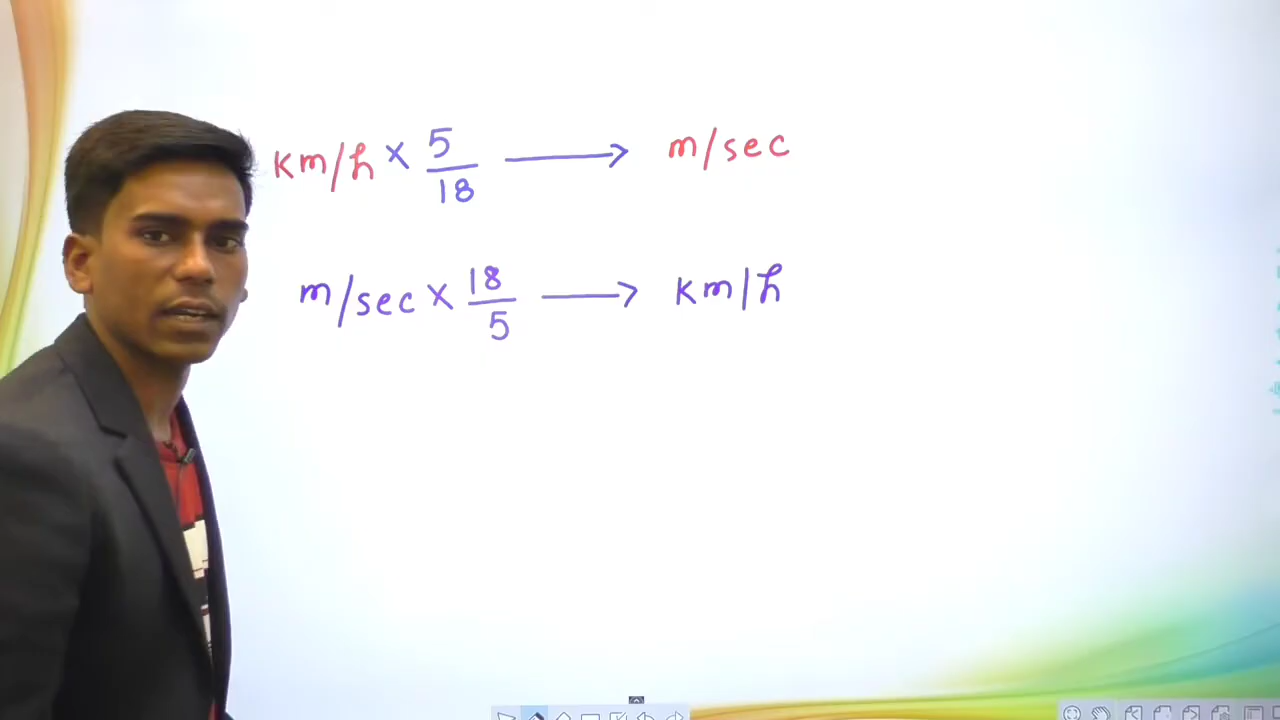 km/h × 5/18 → m/sec
m/sec × 18/5 → km/h